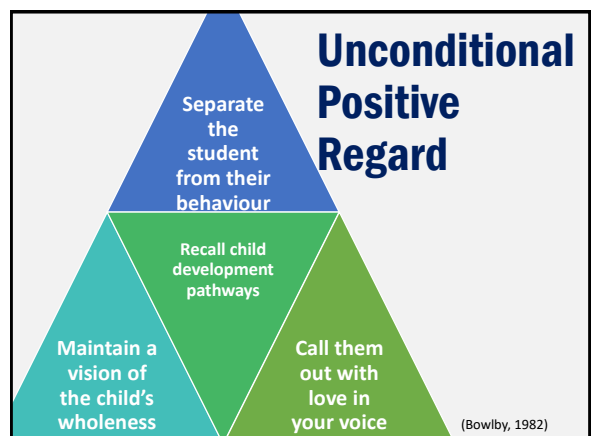 Unconditional
Positive
Regard
Separate
the
student
from their
behaviour
Recall child
development
pathways
Maintain a
vision of
the child's
wholeness
Call them
out with
love in
your voice
(Bowlby, 1982)